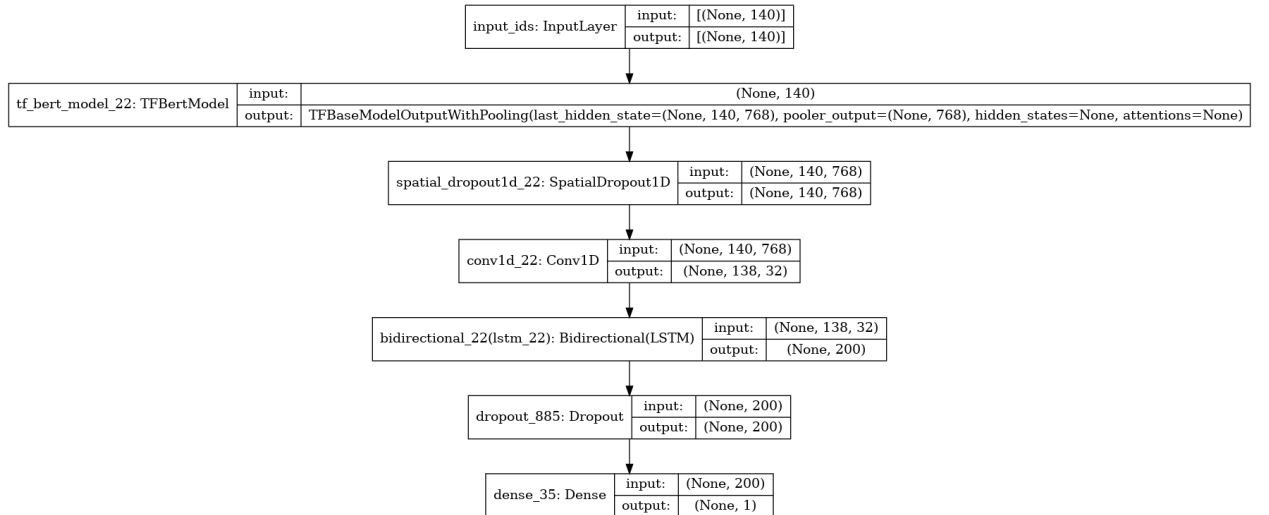 input_ids: InputLayer
input: [(None, 140)]
output: [(None, 140)]
tf_bert_model_22: TFBertModel
input: (None, 140)
output: TFBaseModelOutputWithPooling(last_hidden_state=(None, 140, 768), pooler_output=(None, 768), hidden_states=None, attentions=None)
spatial_dropout1d_22: SpatialDropout1D
input: (None, 140, 768)
output: (None, 140, 768)
conv1d_22: Conv1D
input: (None, 140, 768)
output: (None, 138, 32)
bidirectional_22(lstm_22): Bidirectional(LSTM)
input: (None, 138, 32)
output: (None, 200)
dropout_885: Dropout
input: (None, 200)
output: (None, 200)
dense_35: Dense
input: (None, 200)
output: (None, 1)